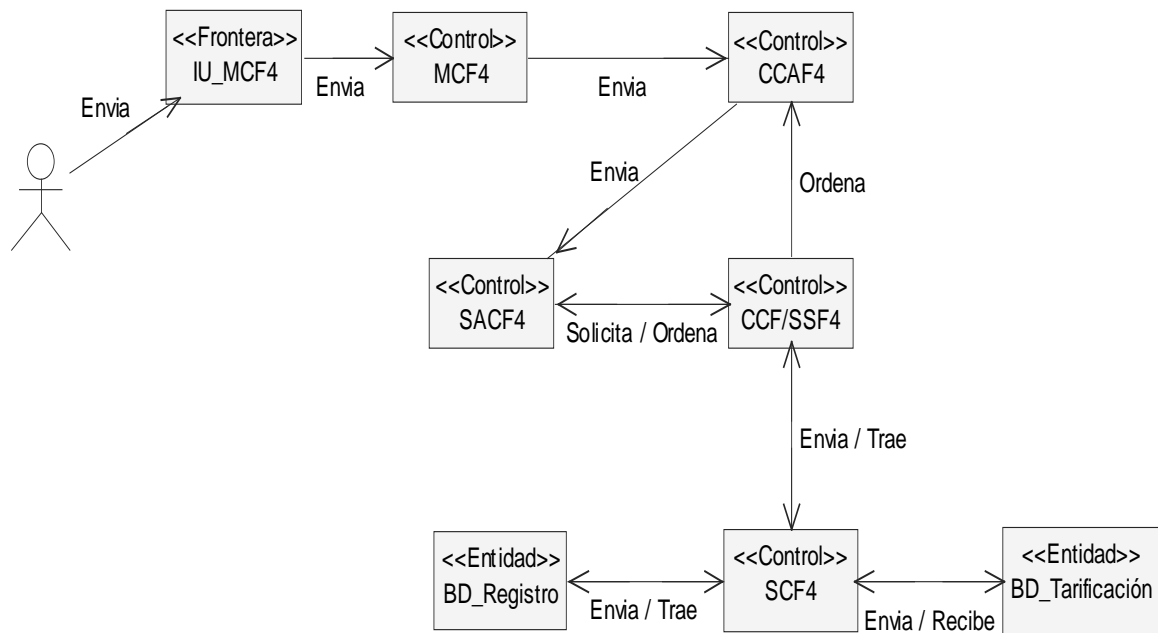 <<Frontera>>
IU_MCF4
<<Control>>
MCF4
<<Control>>
CCAF4
Envia
Envia
Envia
Envia
Ordena
<<Control>>
SACF4
<<Control>>
CCF/SSF4
Solicita / Ordena
Envia / Trae
<<Entidad>>
BD_Registro
<<Control>>
SCF4
<<Entidad>>
BD_Tarificación
Envia / Trae
Envia / Recibe